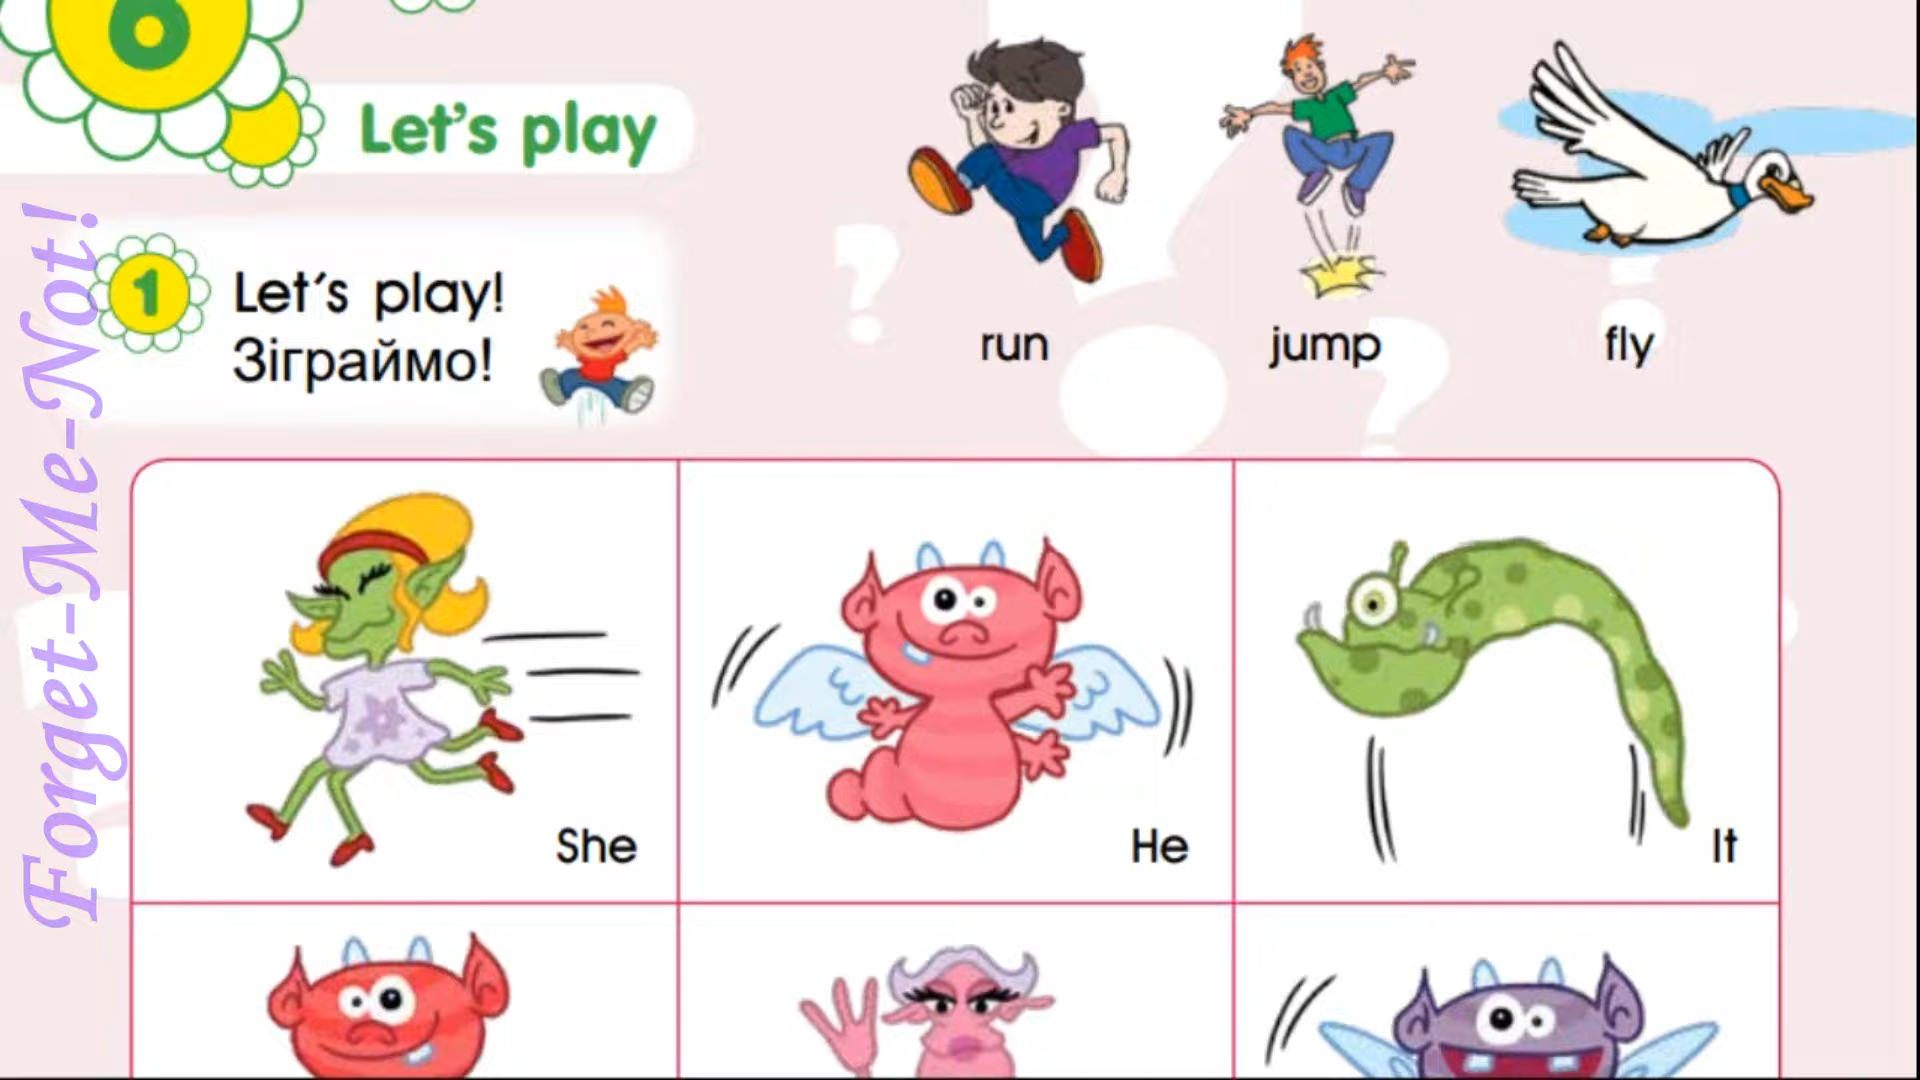 6
Let's play
1
Let's play!
Зіграймо!
run
jump
fly
She
He
It
Forget-Me-Not!